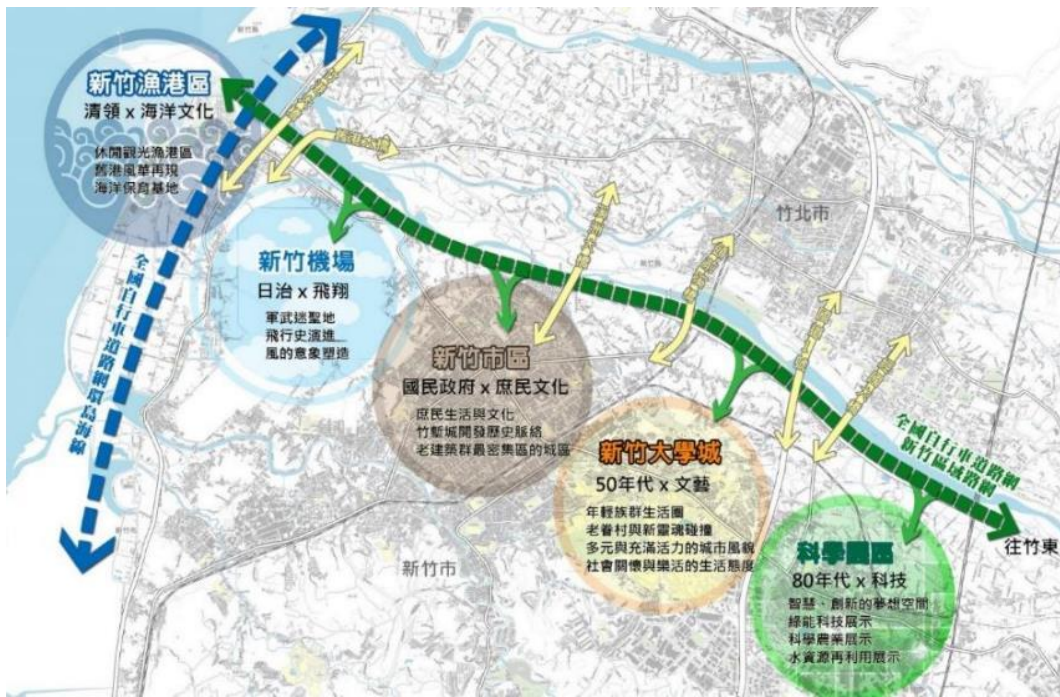 新竹漁港區
清領 x 海洋文化
休閒觀光漁港區
舊港風華再現
海洋保育基地
新竹機場
日治 x 飛翔
軍武迷聖地
飛行史演進
風的意象塑造
新竹市區
國民政府 x 庶民文化
庶民生活與文化
竹塹城開發歷史脈絡
老建築群最密集區的城區
新竹大學城
50年代 x 文藝
年輕族群生活圈
老眷村與新靈魂碰撞
多元與充滿活力的城市風貌
社會關懷與樂活的生活態度
科學園區
80年代 x 科技
智慧、創新的夢想空間
綠能科技展示
科學農業展示
水資源再利用展示
全國自行車道路網環島海線
全國自行車道路網
新竹區域路網
往竹東
竹北市
新竹市